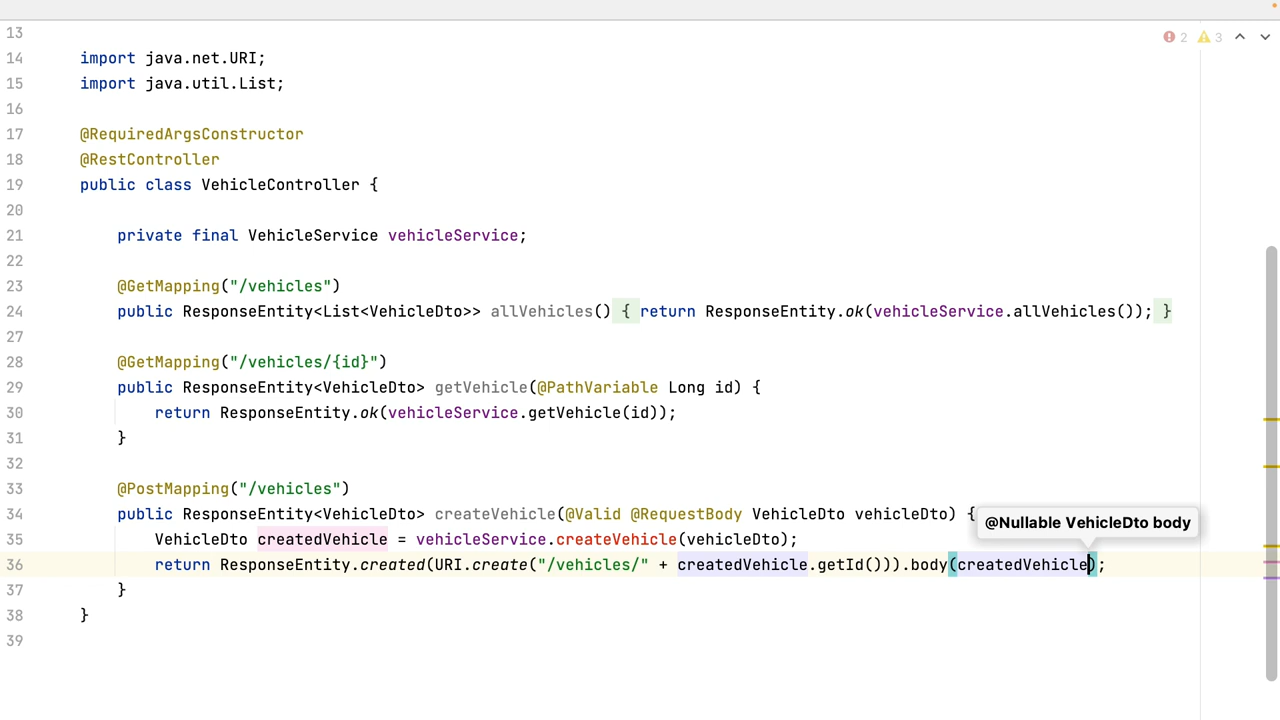 13
2 3
14 import java.net.URI;
15 import java.util.List;
16
17 @RequiredArgsConstructor
18 @RestController
19 public class VehicleController {
20
21 private final VehicleService vehicleService;
22
23 @GetMapping("/vehicles")
24 public ResponseEntity<List<VehicleDto>> allVehicles() { return ResponseEntity.ok(vehicleService.allVehicles()); }
27
28 @GetMapping("/vehicles/{id}")
29 public ResponseEntity<VehicleDto> getVehicle(@PathVariable Long id) {
30 return ResponseEntity.ok(vehicleService.getVehicle(id));
31 }
32
33 @PostMapping("/vehicles")
34 public ResponseEntity<VehicleDto> createVehicle(@Valid @RequestBody VehicleDto vehicleDto) {
@Nullable VehicleDto body
35 VehicleDto createdVehicle = vehicleService.createVehicle(vehicleDto);
36 return ResponseEntity.created(URI.create("/vehicles/" + createdVehicle.getId())).body(createdVehicle);
37 }
38 }
39